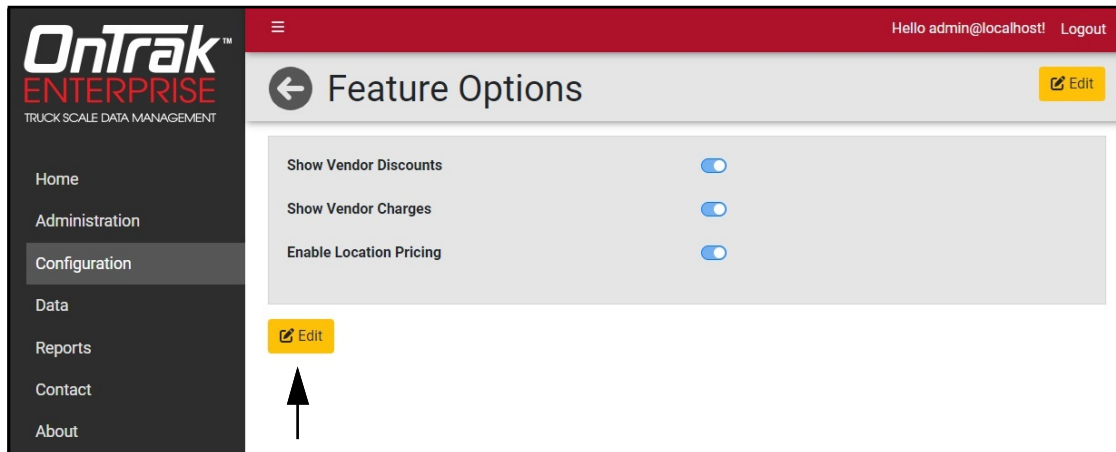 OnTrak™
ENTERPRISE
TRUCK SCALE DATA MANAGEMENT
Home
Administration
Configuration
Data
Reports
Contact
About
Hello admin@localhost! Logout
Feature Options
Edit
Show Vendor Discounts
Show Vendor Charges
Enable Location Pricing
Edit